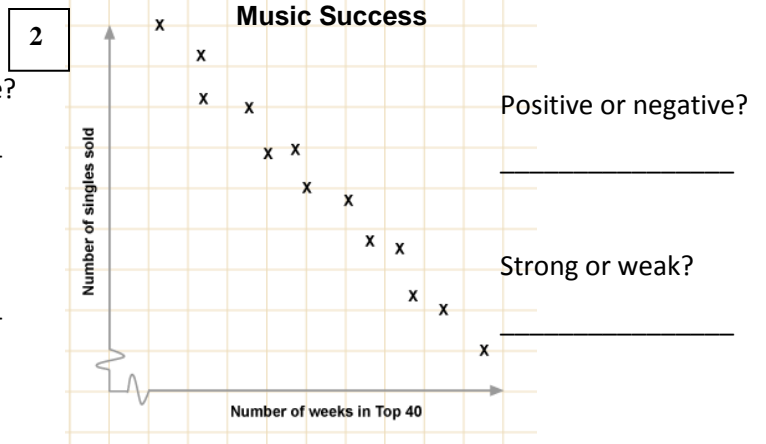 2
Music Success
e?
Number of singles sold
Number of weeks in Top 40
Positive or negative?
Strong or weak?